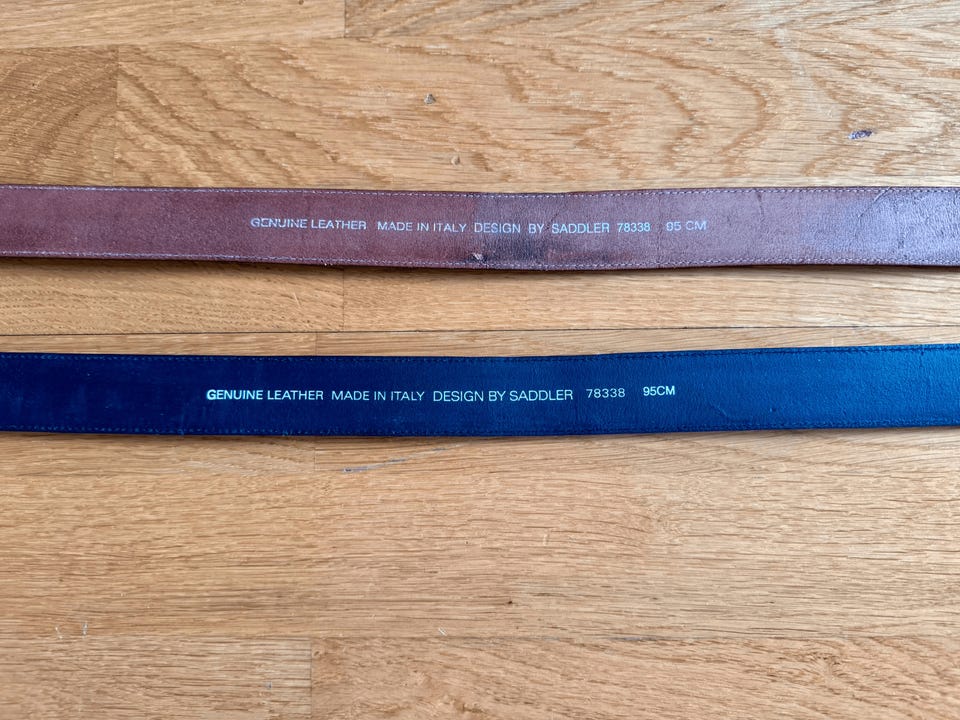 GENUINE LEATHER MADE IN ITALY DESIGN BY SADDLER 78338 95 CM
GENUINE LEATHER MADE IN ITALY DESIGN BY SADDLER 78338 95CM